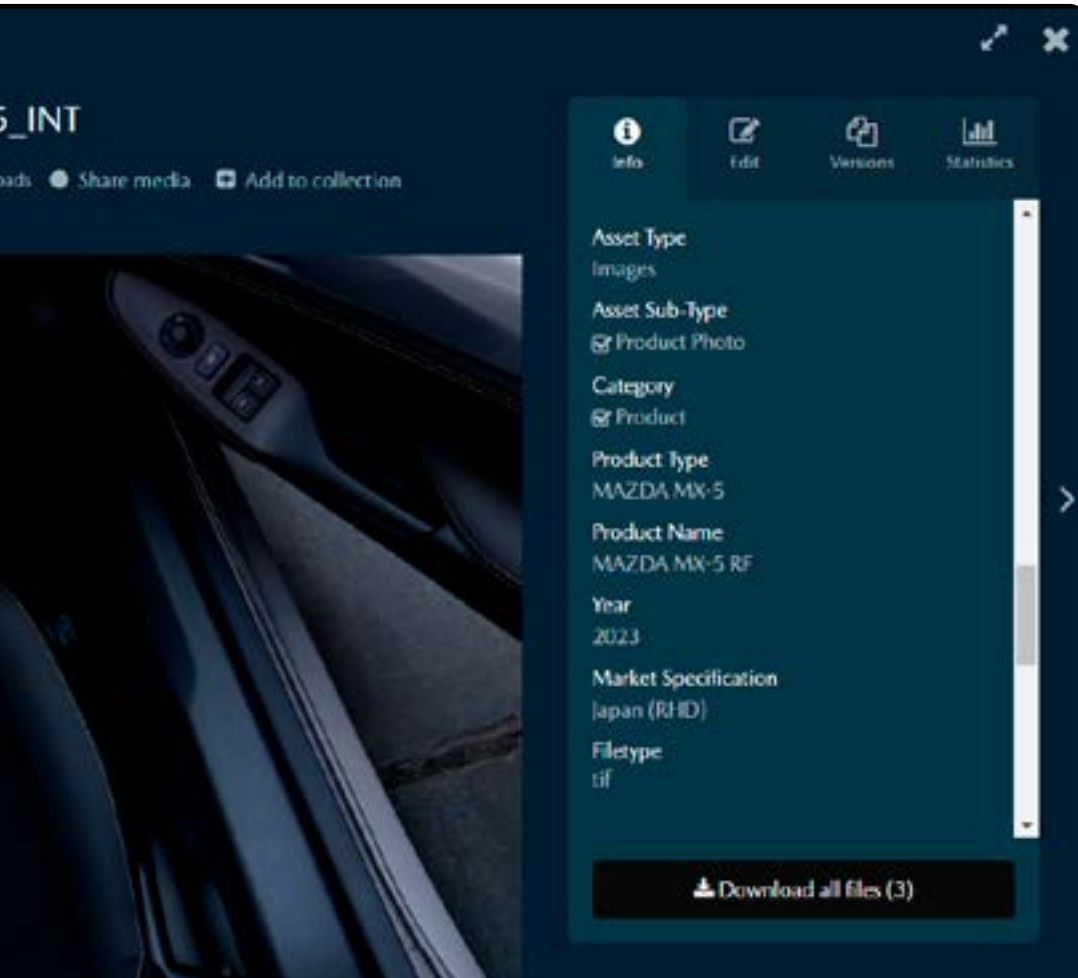 5_INT
oads Share media Add to collection
Info Edit Versions Statistics
Asset Type
Images
Asset Sub-Type
Product Photo
Category
Product
Product Type
MAZDA MX-5
Product Name
MAZDA MX-5 RF
Year
2023
Market Specification
Japan (RHD)
Filetype
tif
Download all files (3)